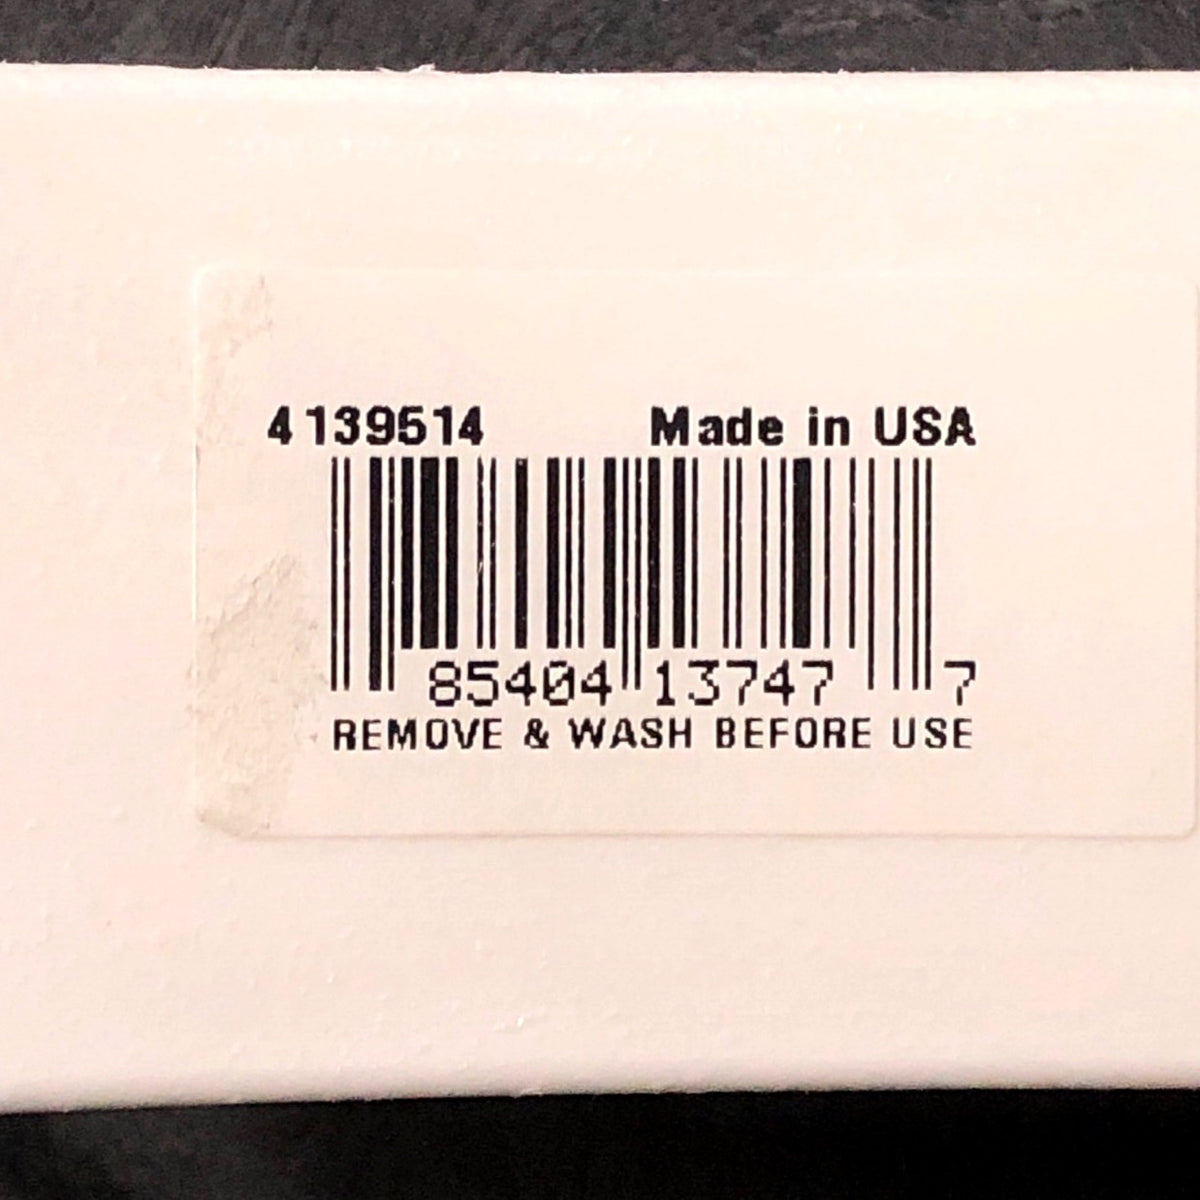 4139514 Made in USA
85404 13747 7
REMOVE & WASH BEFORE USE